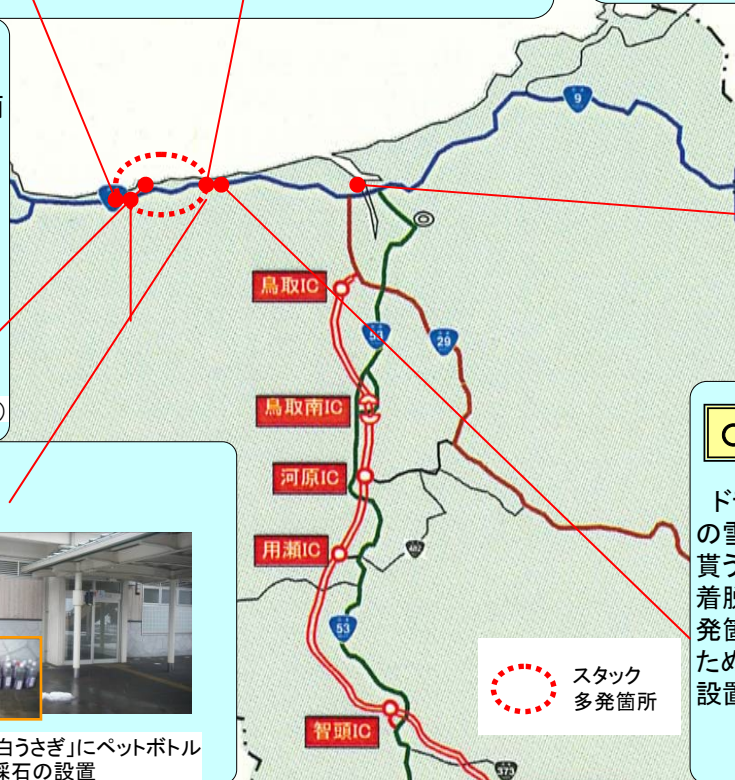 9
鳥取IC
53
29
鳥取南IC
河原IC
用瀬IC
482
53
智頭IC
373
スタック
多発箇所
白うさぎ」にペットボトル
採石の設置
の雪
貰う
着脱
発箇
ため
設置